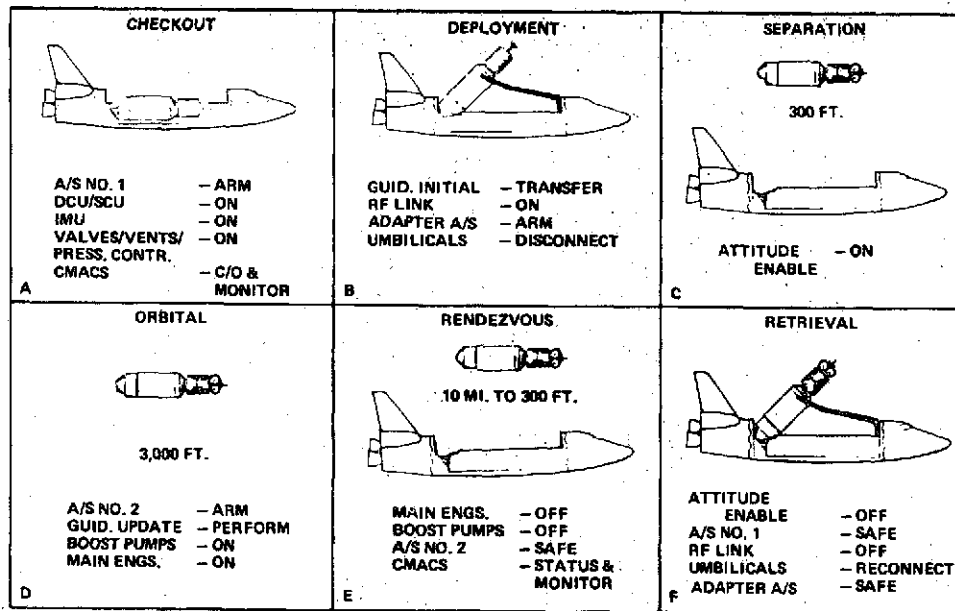 CHECKOUT
A/S NO. 1 – ARM
DCU/SCU – ON
IMU – ON
VALVES/VENTS/ – ON
PRESS. CONTR.
CMACS – C/O &
MONITOR
A
DEPLOYMENT
GUID. INITIAL – TRANSFER
RF LINK – ON
ADAPTER A/S – ARM
UMBILICALS – DISCONNECT
B
SEPARATION
300 FT.
ATTITUDE – ON
ENABLE
C
ORBITAL
3,000 FT.
A/S NO. 2 – ARM
GUID. UPDATE – PERFORM
BOOST PUMPS – ON
MAIN ENGS. – ON
D
RENDEZVOUS
10 MI. TO 300 FT.
MAIN ENGS. – OFF
BOOST PUMPS – OFF
A/S NO. 2 – SAFE
CMACS – STATUS &
MONITOR
E
RETRIEVAL
ATTITUDE
ENABLE – OFF
A/S NO. 1 – SAFE
RF LINK – OFF
UMBILICALS – RECONNECT
ADAPTER A/S – SAFE
F